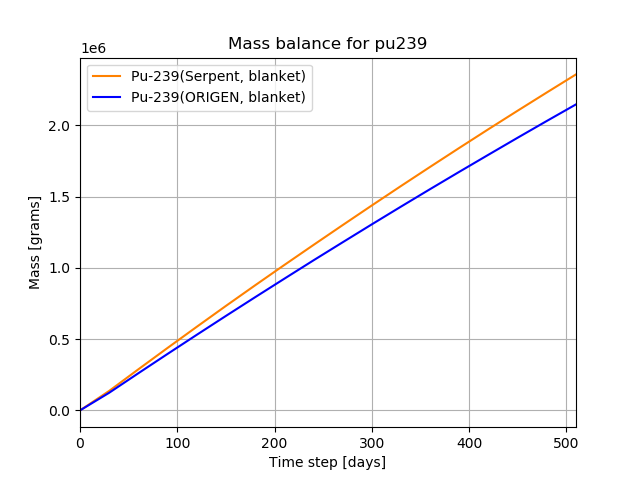 Mass balance for pu239
1e6
Pu-239(Serpent, blanket)
Pu-239(ORIGEN, blanket)
2.0
1.5
1.0
0.5
0.0
Mass [grams]
0 100 200 300 400 500
Time step [days]